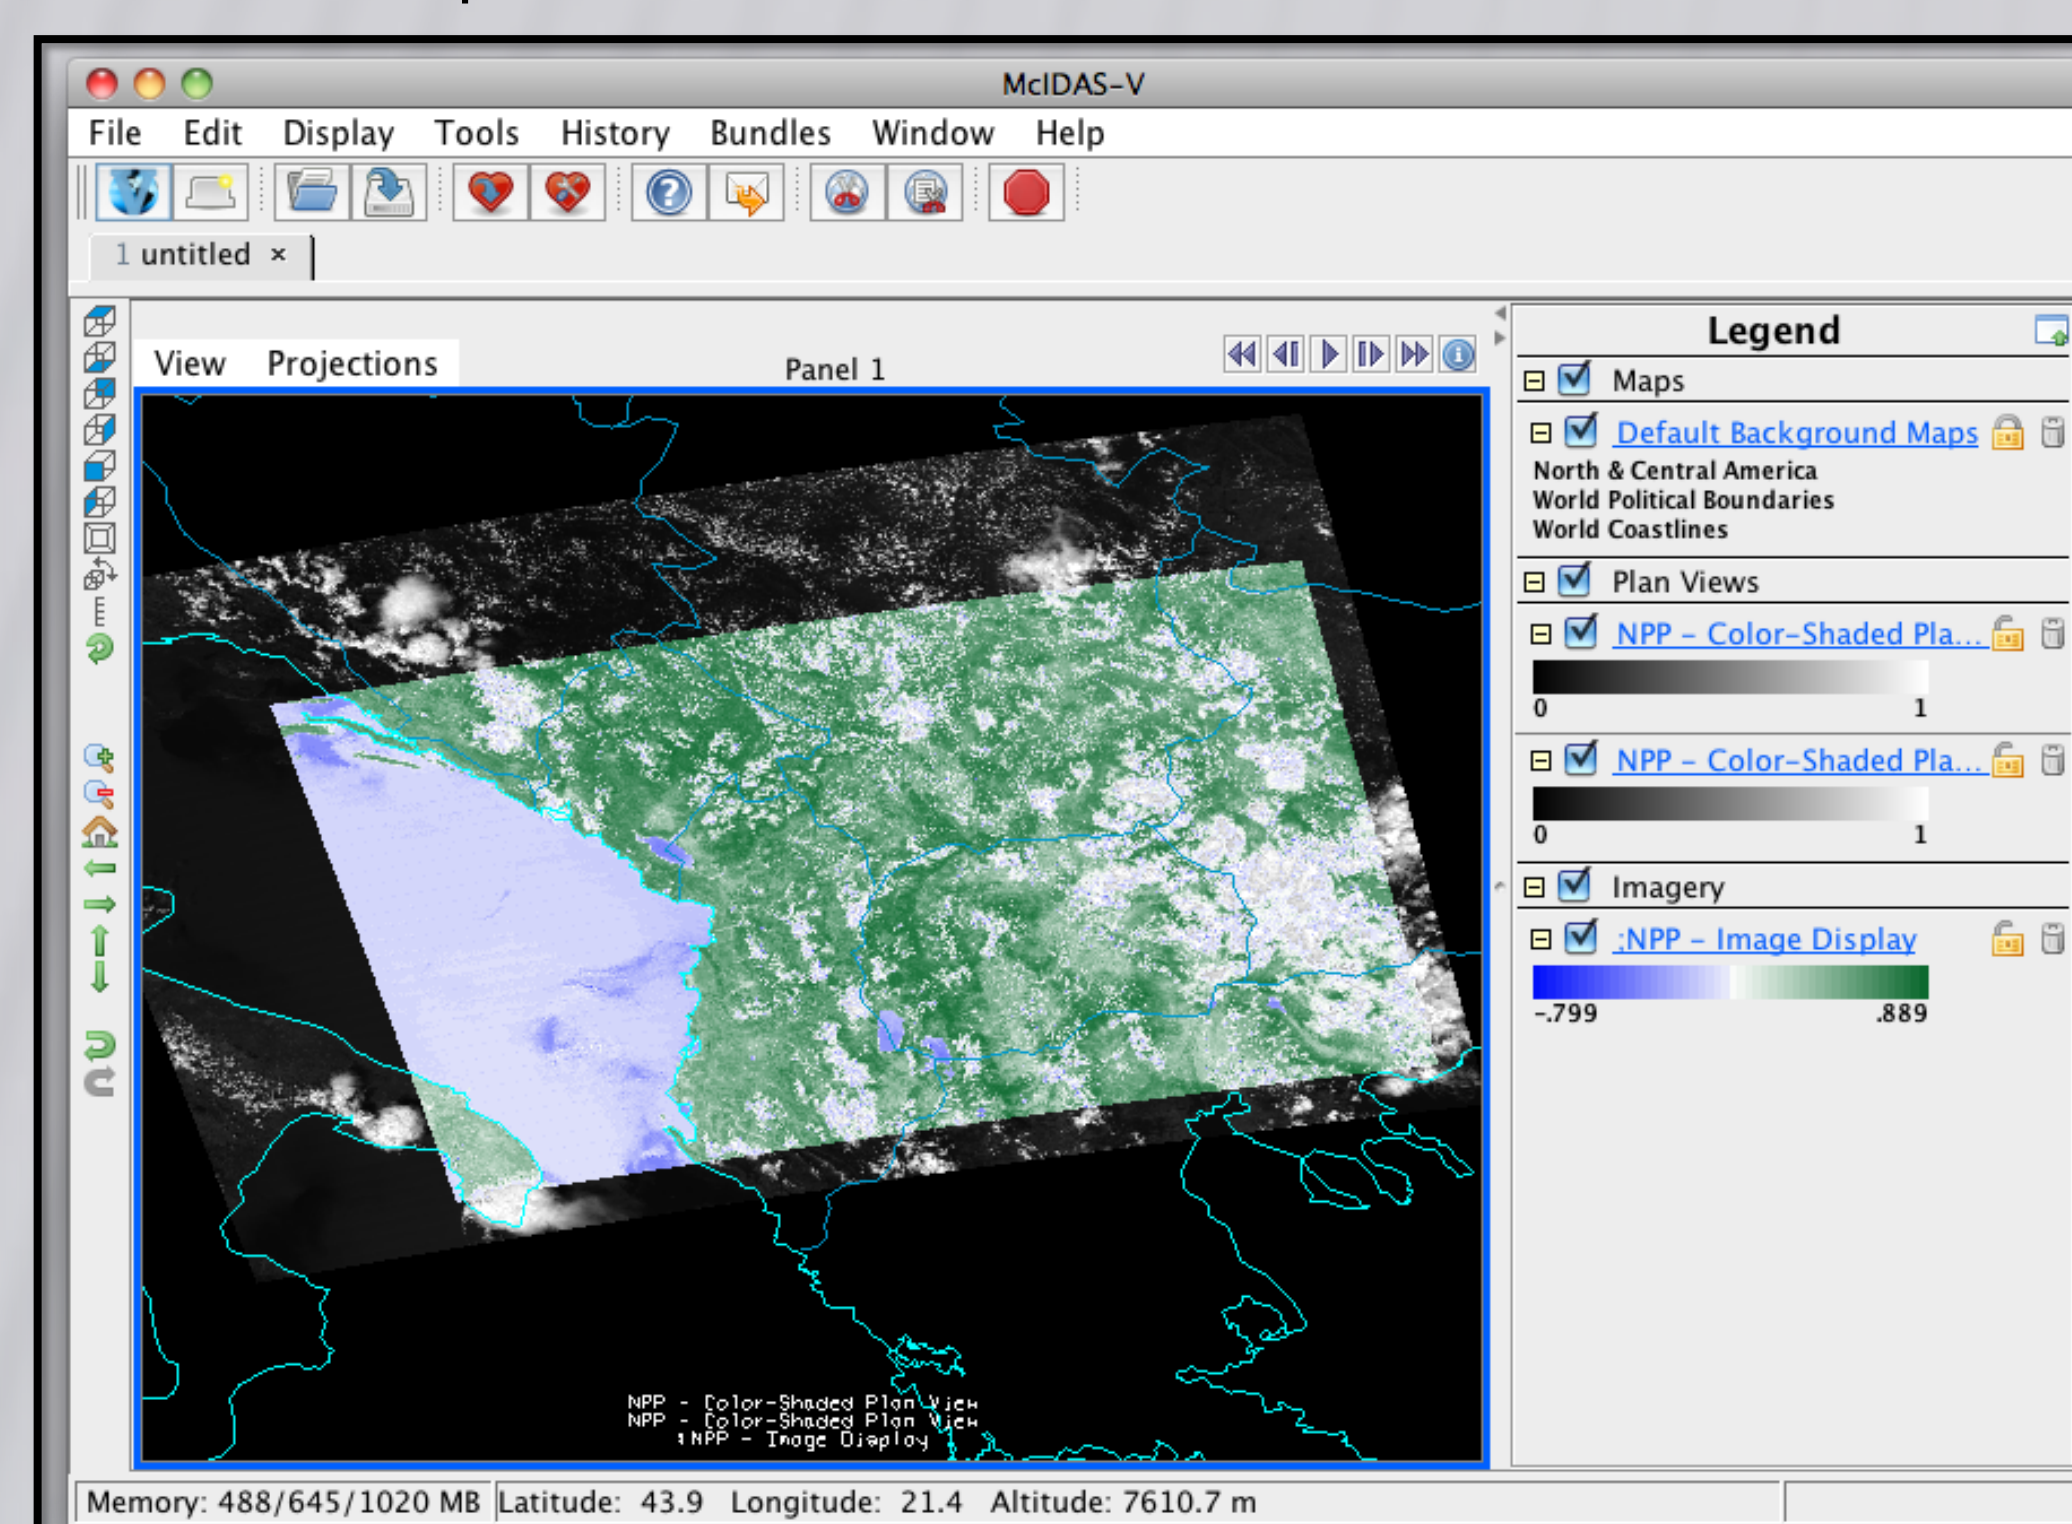 McIDAS-V
File Edit Display Tools History Bundles Window Help
1 untitled ×
View Projections Panel 1
Legend
Maps
Default Background Maps
North & Central America
World Political Boundaries
World Coastlines
Plan Views
NPP - Color-Shaded Pla...
0 1
NPP - Color-Shaded Pla...
0 1
Imagery
;NPP - Image Display
-.799 .889
NPP - Color-Shaded Plan View
NPP - Color-Shaded Plan View
;NPP - Image Display
Memory: 488/645/1020 MB Latitude: 43.9 Longitude: 21.4 Altitude: 7610.7 m